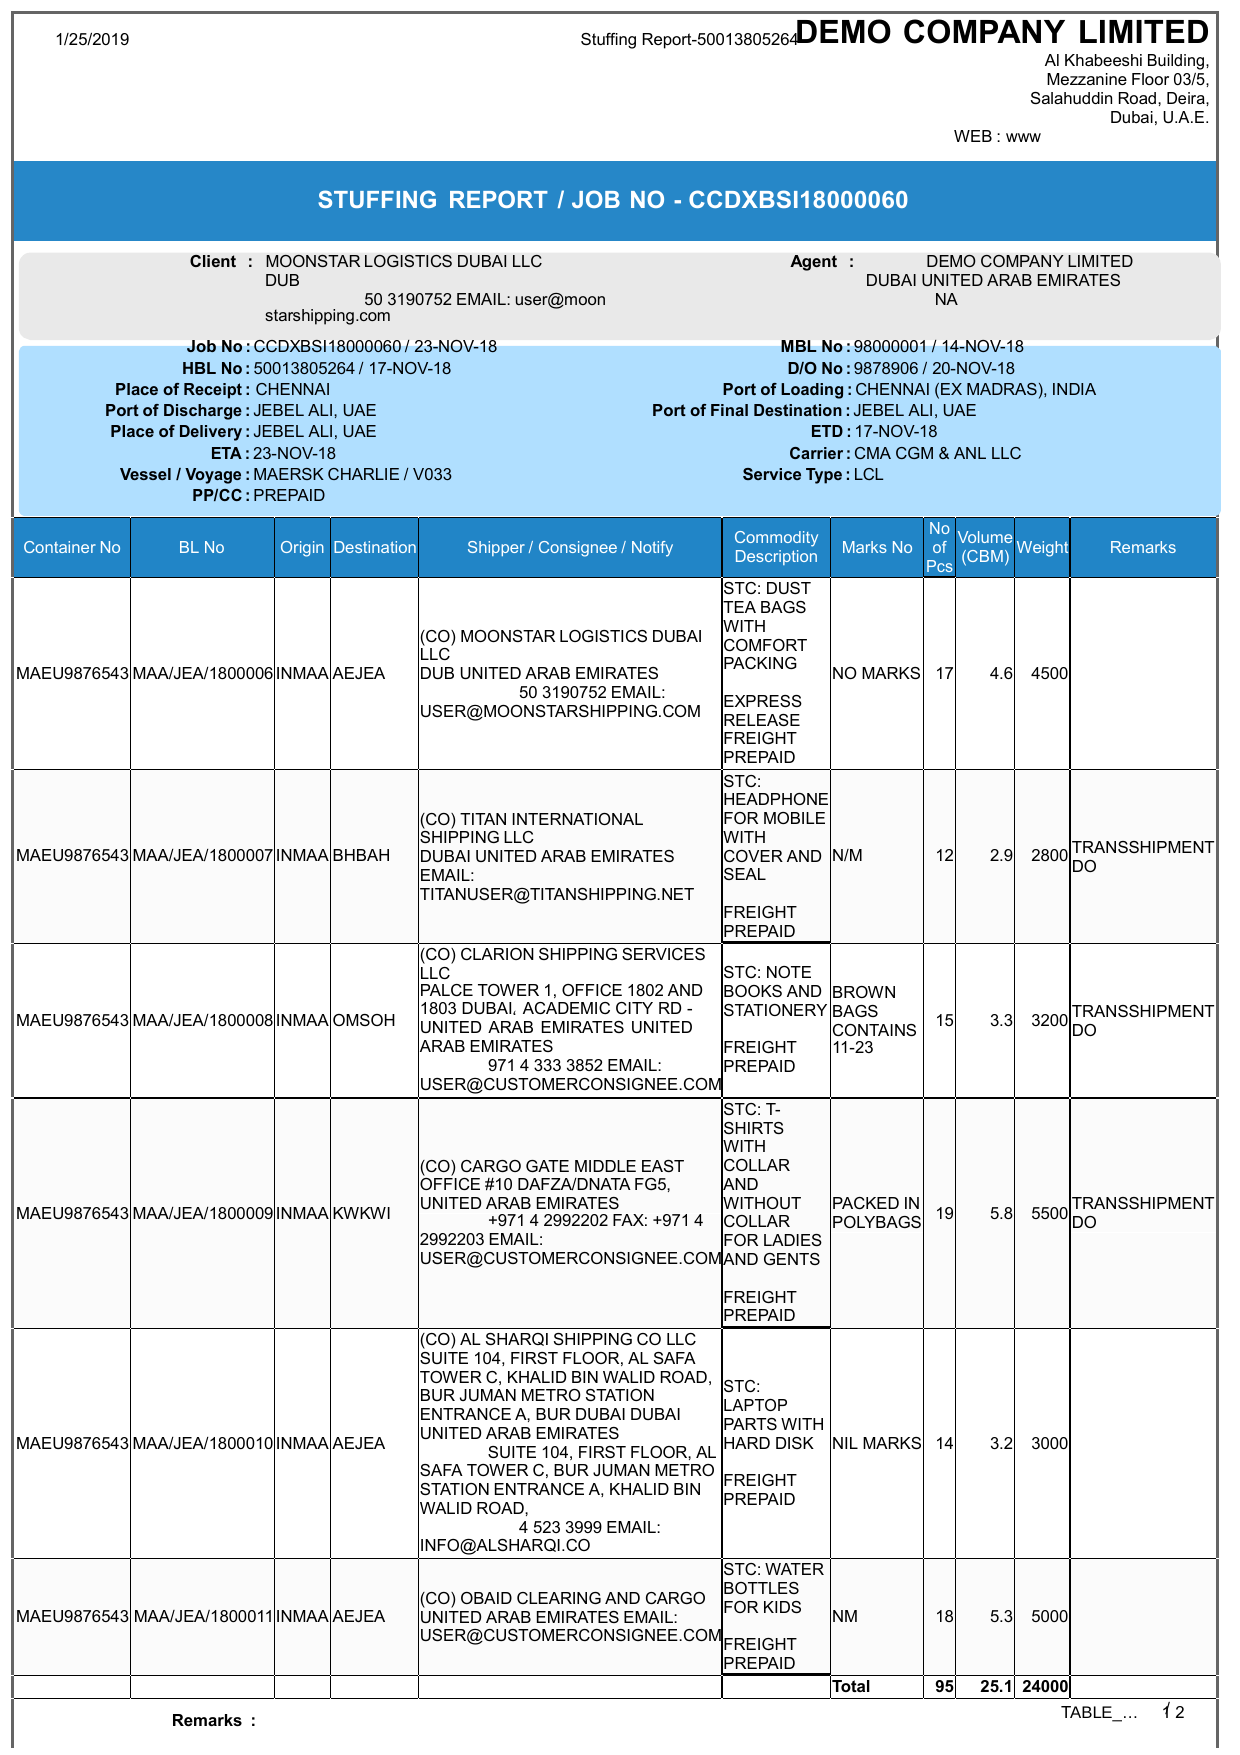 1/25/2019
Stuffing Report-50013805264
DEMO COMPANY LIMITED
Al Khabeeshi Building,
Mezzanine Floor 03/5,
Salahuddin Road, Deira,
Dubai, U.A.E.
WEB : www
STUFFING REPORT / JOB NO - CCDXBSI18000060
Client : MOONSTAR LOGISTICS DUBAI LLC
DUB
50 3190752 EMAIL: user@moon
starshipping.com
Agent : DEMO COMPANY LIMITED
DUBAI UNITED ARAB EMIRATES
NA
Job No : CCDXBSI18000060 / 23-NOV-18
MBL No : 98000001 / 14-NOV-18
HBL No : 50013805264 / 17-NOV-18
D/O No : 9878906 / 20-NOV-18
Place of Receipt : CHENNAI
Port of Loading : CHENNAI (EX MADRAS), INDIA
Port of Discharge : JEBEL ALI, UAE
Port of Final Destination : JEBEL ALI, UAE
Place of Delivery : JEBEL ALI, UAE
ETD : 17-NOV-18
ETA : 23-NOV-18
Carrier : CMA CGM & ANL LLC
Vessel / Voyage : MAERSK CHARLIE / V033
Service Type : LCL
PP/CC : PREPAID
Container No
BL No
Origin
Destination
Shipper / Consignee / Notify
Commodity
Description
Marks No
No
of
Pcs
Volume
(CBM)
Weight
Remarks
MAEU9876543
MAA/JEA/1800006
INMAA
AEJEA
(CO) MOONSTAR LOGISTICS DUBAI
LLC
DUB UNITED ARAB EMIRATES
50 3190752 EMAIL:
USER@MOONSTARSHIPPING.COM
STC: DUST
TEA BAGS
WITH
COMFORT
PACKING
EXPRESS
RELEASE
FREIGHT
PREPAID
NO MARKS
17
4.6
4500
MAEU9876543
MAA/JEA/1800007
INMAA
BHBAH
(CO) TITAN INTERNATIONAL
SHIPPING LLC
DUBAI UNITED ARAB EMIRATES
EMAIL:
TITANUSER@TITANSHIPPING.NET
STC:
HEADPHONE
FOR MOBILE
WITH
COVER AND
SEAL
FREIGHT
PREPAID
N/M
12
2.9
2800
TRANSSHIPMENT
DO
MAEU9876543
MAA/JEA/1800008
INMAA
OMSOH
(CO) CLARION SHIPPING SERVICES
LLC
PALCE TOWER 1, OFFICE 1802 AND
1803 DUBAI, ACADEMIC CITY RD -
UNITED ARAB EMIRATES UNITED
ARAB EMIRATES
971 4 333 3852 EMAIL:
USER@CUSTOMERCONSIGNEE.COM
STC: NOTE
BOOKS AND
STATIONERY
FREIGHT
PREPAID
BROWN
BAGS
CONTAINS
11-23
15
3.3
3200
TRANSSHIPMENT
DO
MAEU9876543
MAA/JEA/1800009
INMAA
KWKWI
(CO) CARGO GATE MIDDLE EAST
OFFICE #10 DAFZA/DNATA FG5,
UNITED ARAB EMIRATES
+971 4 2992202 FAX: +971 4
2992203 EMAIL:
USER@CUSTOMERCONSIGNEE.COM
STC: T-
SHIRTS
WITH
COLLAR
AND
WITHOUT
COLLAR
FOR LADIES
AND GENTS
FREIGHT
PREPAID
PACKED IN
POLYBAGS
19
5.8
5500
TRANSSHIPMENT
DO
MAEU9876543
MAA/JEA/1800010
INMAA
AEJEA
(CO) AL SHARQI SHIPPING CO LLC
SUITE 104, FIRST FLOOR, AL SAFA
TOWER C, KHALID BIN WALID ROAD,
BUR JUMAN METRO STATION
ENTRANCE A, BUR DUBAI DUBAI
UNITED ARAB EMIRATES
SUITE 104, FIRST FLOOR, AL
SAFA TOWER C, BUR JUMAN METRO
STATION ENTRANCE A, KHALID BIN
WALID ROAD,
4 523 3999 EMAIL:
INFO@ALSHARQI.CO
STC:
LAPTOP
PARTS WITH
HARD DISK
FREIGHT
PREPAID
NIL MARKS
14
3.2
3000
MAEU9876543
MAA/JEA/1800011
INMAA
AEJEA
(CO) OBAID CLEARING AND CARGO
UNITED ARAB EMIRATES EMAIL:
USER@CUSTOMERCONSIGNEE.COM
STC: WATER
BOTTLES
FOR KIDS
FREIGHT
PREPAID
NM
18
5.3
5000
Total
95
25.1
24000
Remarks :
TABLE_… 1/ 2